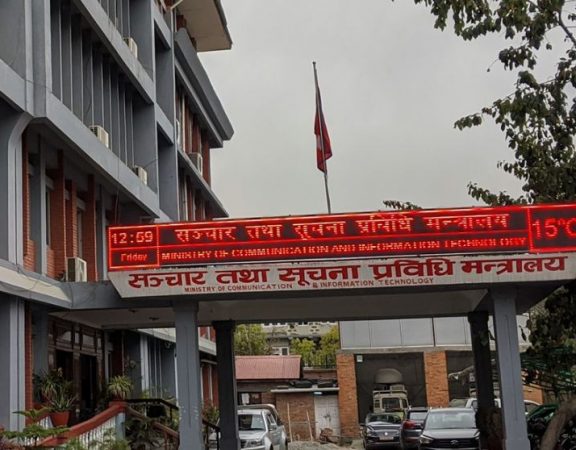 12:59 सञ्चार तथा सूचना प्रविधि मन्त्रालय 15°C
Friday MINISTRY OF COMMUNICATION AND INFORMATION TECHNOLOGY
सञ्चार तथा सूचना प्रविधि मन्त्रालय
MINISTRY OF COMMUNICATION & INFORMATION TECHNOLOGY